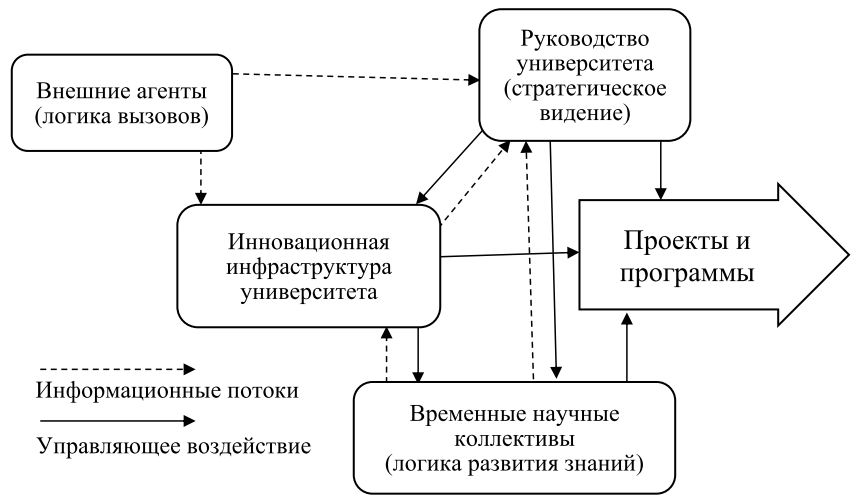 Внешние агенты
(логика вызовов)
Руководство
университета
(стратегическое
видение)
Инновационная
инфраструктура
университета
Проекты и
программы
Временные научные
коллективы
(логика развития знаний)
Информационные потоки
Управляющее воздействие